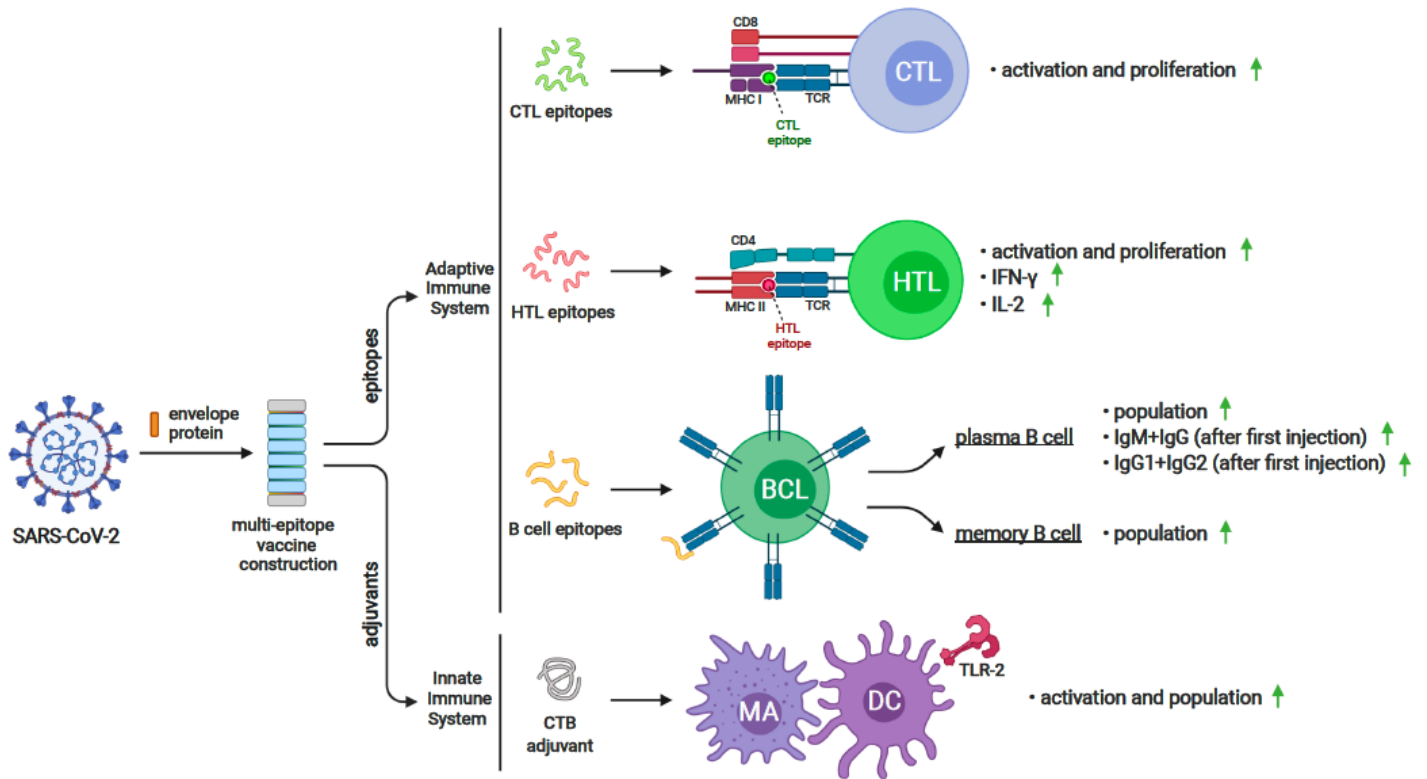 SARS-CoV-2
envelope
protein
multi-epitope
vaccine
construction
epitopes
adjuvants
Adaptive
Immune
System
CTL epitopes
CD8
MHC I
TCR
CTL
epitope
CTL
• activation and proliferation ↑
HTL epitopes
CD4
MHC II
TCR
HTL
epitope
HTL
• activation and proliferation ↑
• IFN-γ ↑
• IL-2 ↑
B cell epitopes
BCL
plasma B cell
• population ↑
• IgM+IgG (after first injection) ↑
• IgG1+IgG2 (after first injection) ↑
memory B cell
• population ↑
Innate
Immune
System
CTB
adjuvant
MA
DC
TLR-2
• activation and population ↑